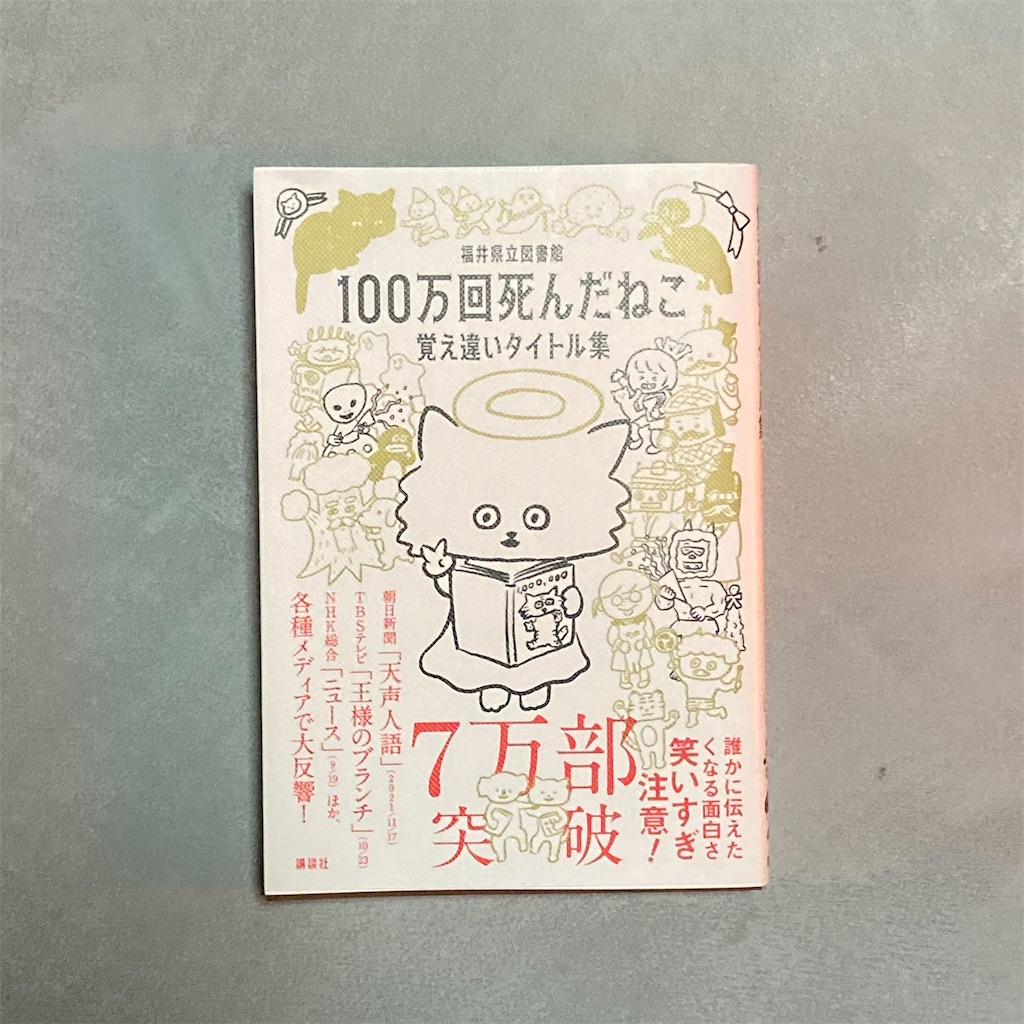 福井県立図書館
100万回死んだねこ
覚え違いタイトル集
誰かに伝えた
くなる面白さ
笑いすぎ
注意!
7万部
突破
朝日新聞「天声人語」(2021/11/17)
TBSテレビ「王様のブランチ」(10/23)
NHK総合「ニュース」(9/19)ほか、
各種メディアで大反響!
講談社